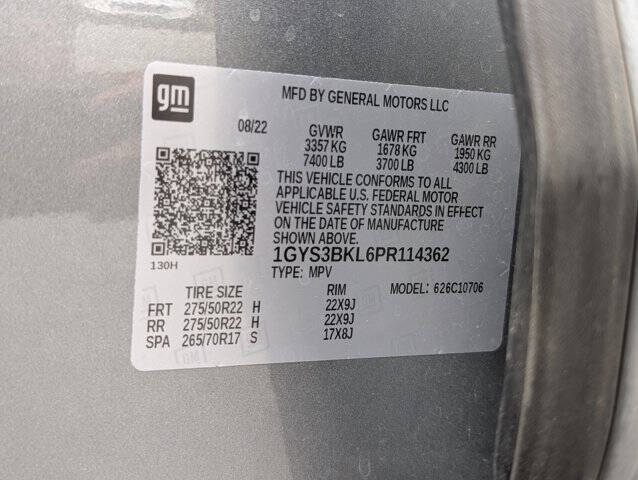 gm
MFD BY GENERAL MOTORS LLC
08/22 GVWR GAWR FRT GAWR RR
3357 KG 1678 KG 1950 KG
7400 LB 3700 LB 4300 LB
THIS VEHICLE CONFORMS TO ALL
APPLICABLE U.S. FEDERAL MOTOR
VEHICLE SAFETY STANDARDS IN EFFECT
ON THE DATE OF MANUFACTURE
SHOWN ABOVE.
130H
1GYS3BKL6PR114362
TYPE: MPV
TIRE SIZE RIM MODEL: 626C10706
FRT 275/50R22 H 22X9J
RR 275/50R22 H 22X9J
SPA 265/70R17 S 17X8J